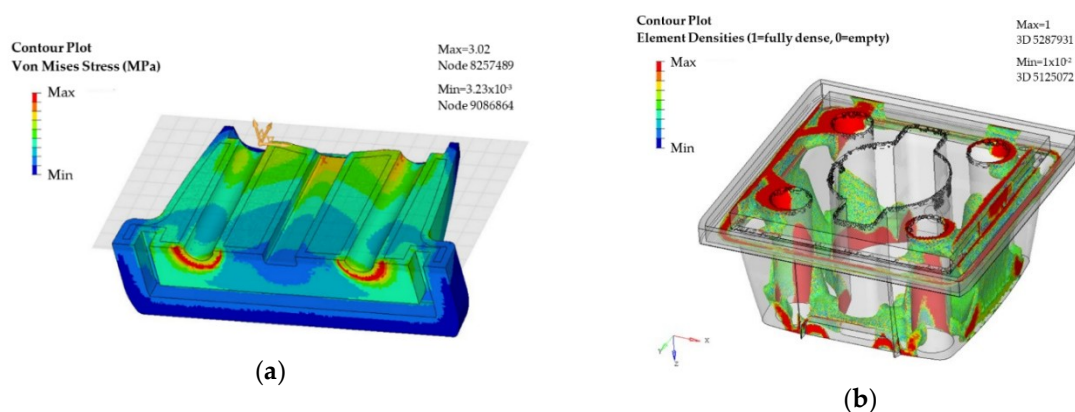 Contour Plot
Von Mises Stress (MPa)
Max=3.02
Node 8257489
Min=3.23x10⁻³
Node 9086864
Max
Min
(a)
Contour Plot
Element Densities (1=fully dense, 0=empty)
Max=1
3D 5287931
Min=1x10⁻²
3D 5125072
Max
Min
X
Y
Z
(b)